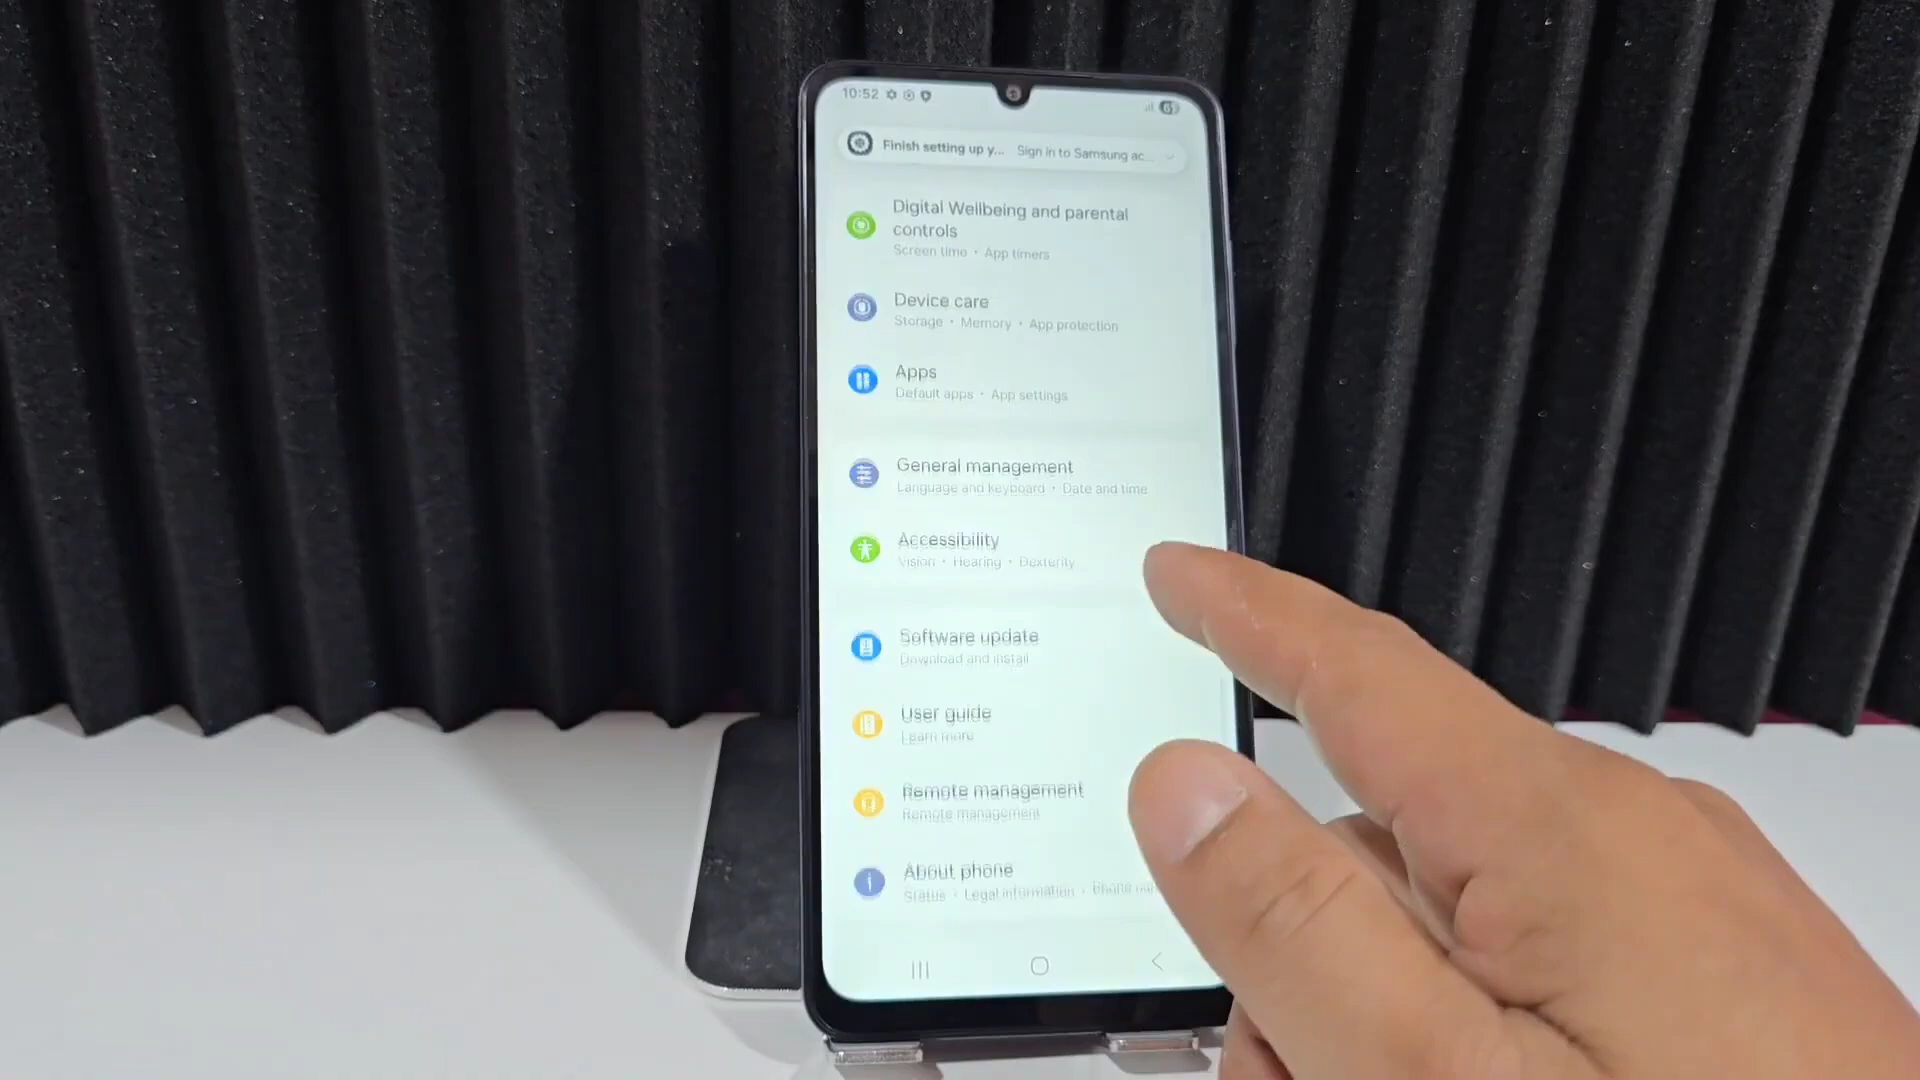 10:52
Finish setting up y... Sign in to Samsung ac...
Digital Wellbeing and parental
controls
Screen time • App timers
Device care
Storage • Memory • App protection
Apps
Default apps • App settings
General management
Language and keyboard • Date and time
Accessibility
Vision • Hearing • Dexterity
Software update
Download and install
User guide
Learn more
Remote management
Remote management
About phone
Status • Legal information • Phone